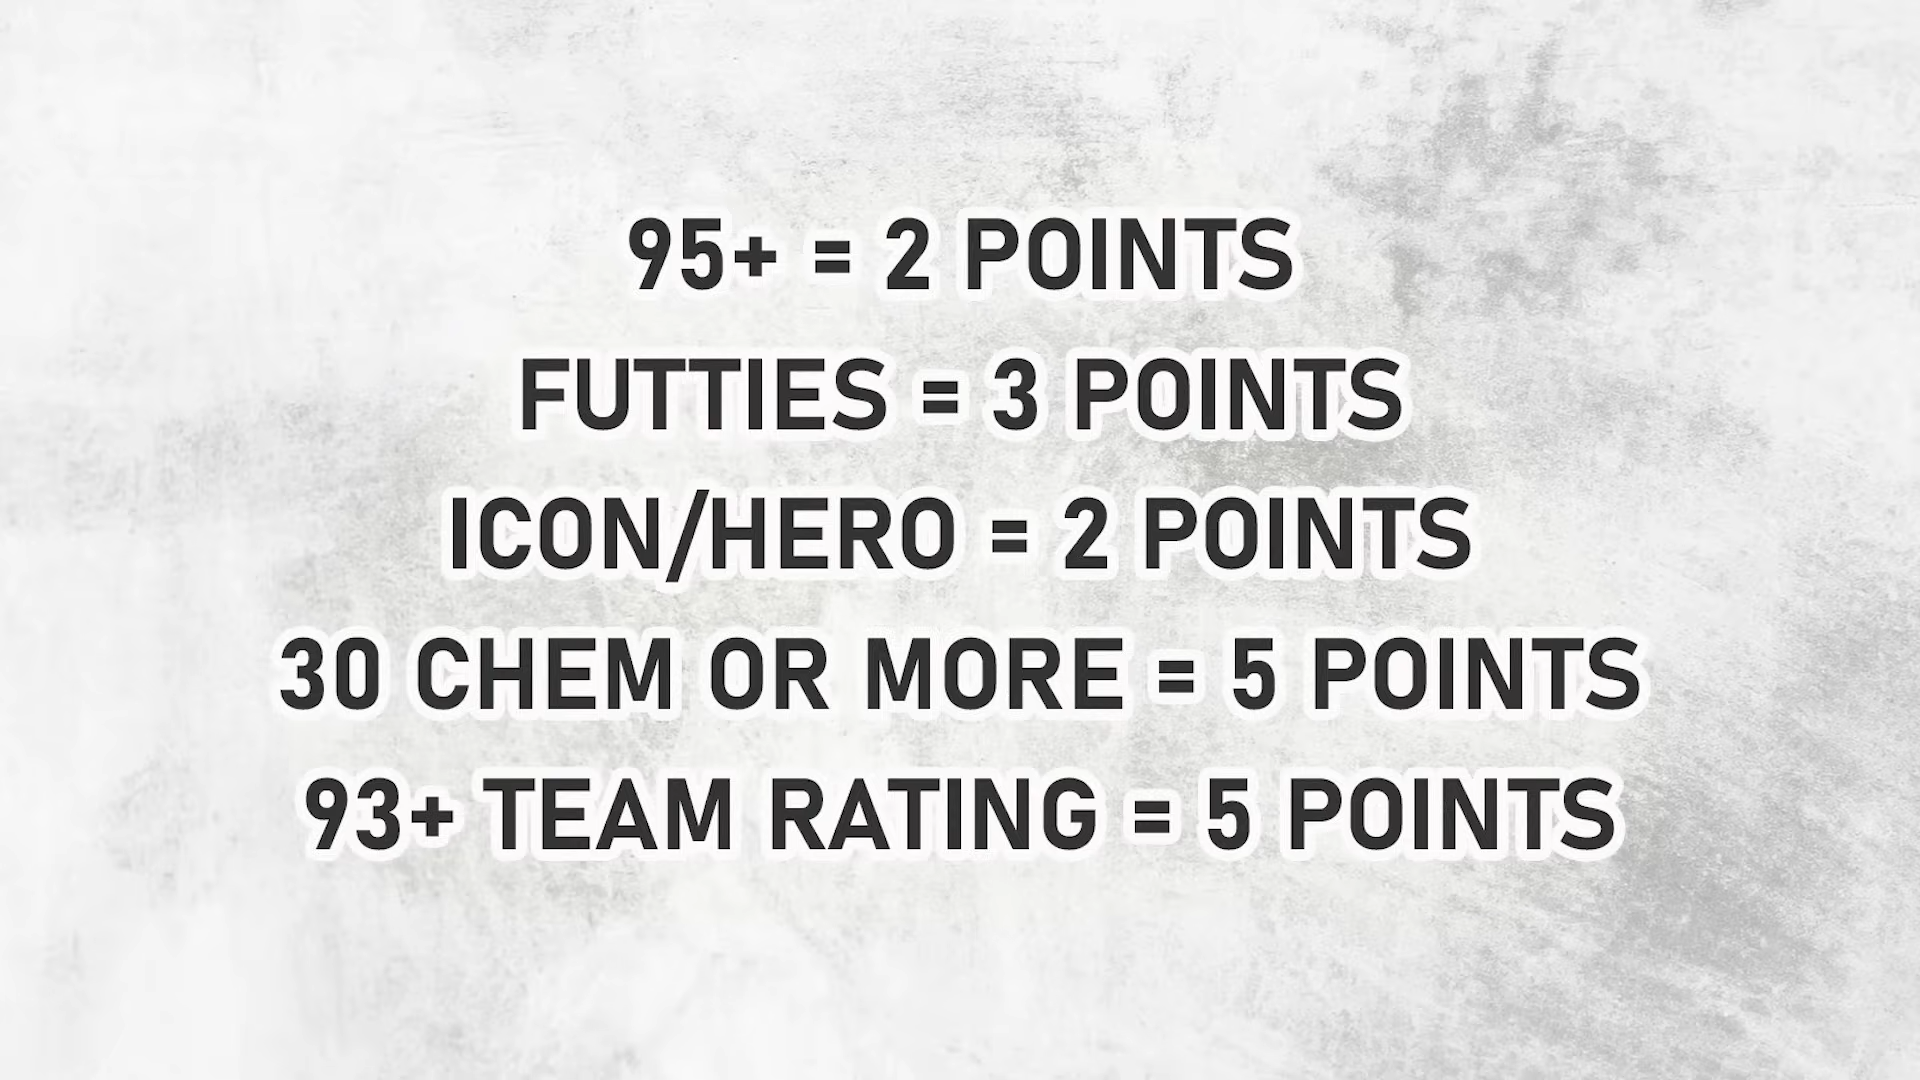 95+ = 2 POINTS
FUTTIES = 3 POINTS
ICON/HERO = 2 POINTS
30 CHEM OR MORE = 5 POINTS
93+ TEAM RATING = 5 POINTS